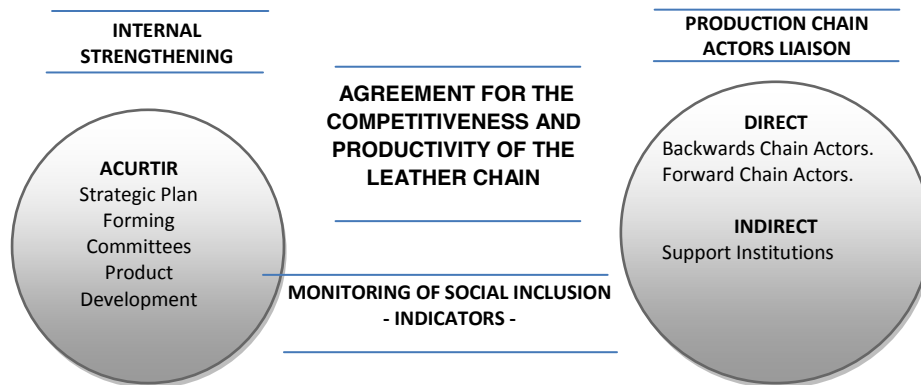 INTERNAL
STRENGTHENING
ACURTIR
Strategic Plan
Forming
Committees
Product
Development
AGREEMENT FOR THE
COMPETITIVENESS AND
PRODUCTIVITY OF THE
LEATHER CHAIN
MONITORING OF SOCIAL INCLUSION
- INDICATORS -
PRODUCTION CHAIN
ACTORS LIAISON
DIRECT
Backwards Chain Actors.
Forward Chain Actors.
INDIRECT
Support Institutions